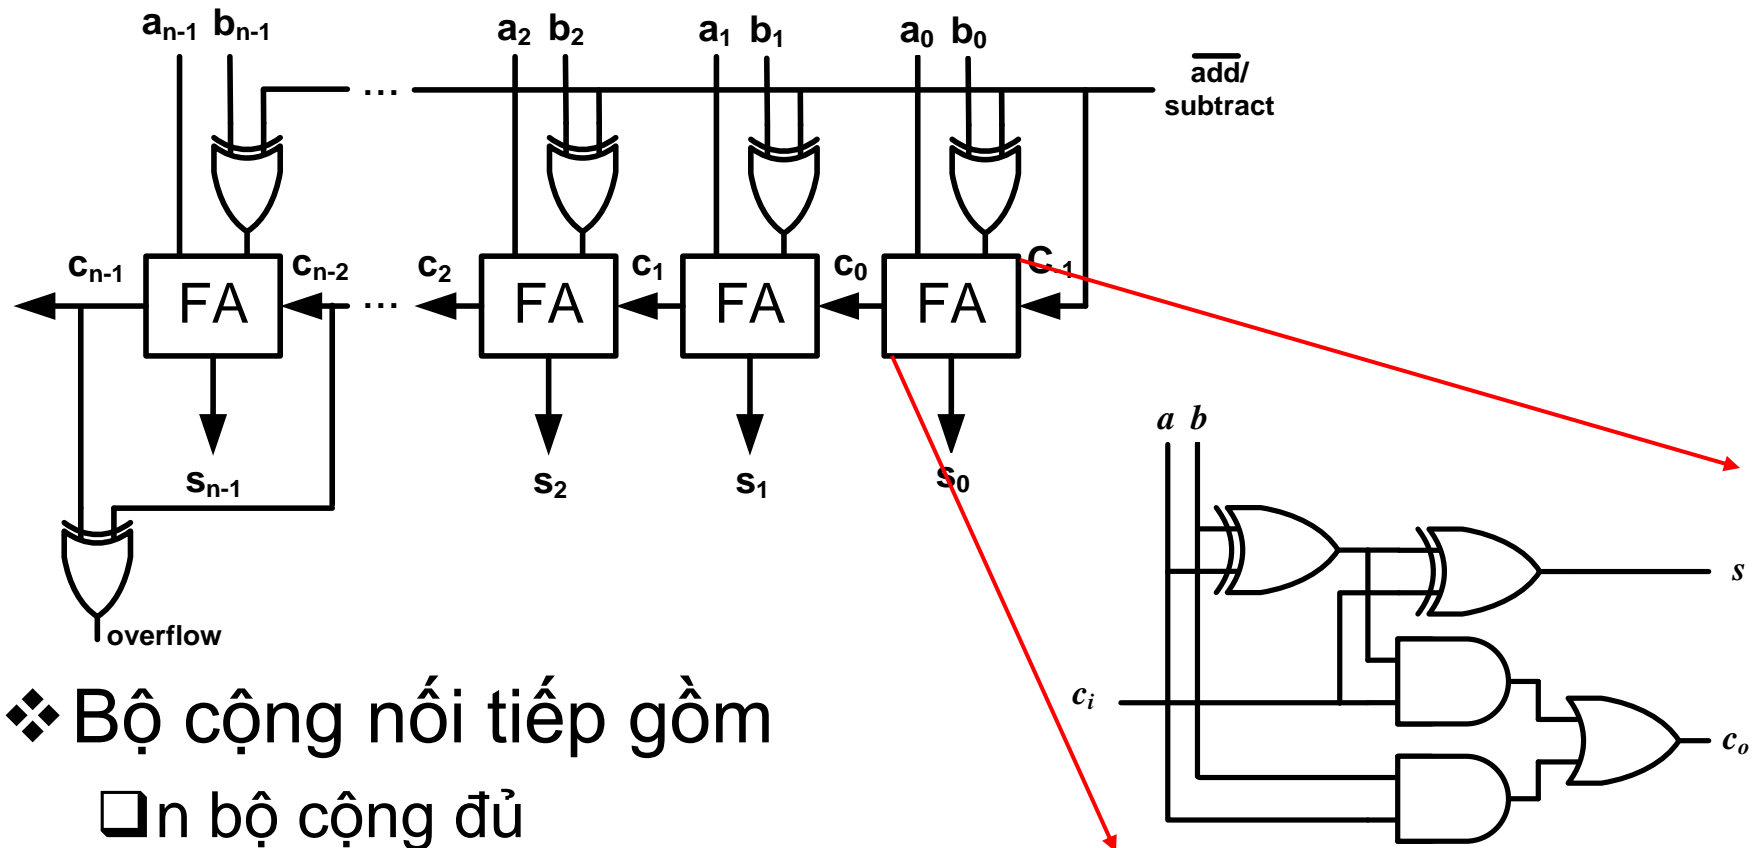 aₙ₋₁ bₙ₋₁ a₂ b₂ a₁ b₁ a₀ b₀
a̅d̅d̅/
subtract
...
cₙ₋₁ FA cₙ₋₂ ... c₂ FA c₁ FA c₀ FA C₋₁
sₙ₋₁ s₂ s₁ s₀
overflow
a b
s
cᵢ
cₒ
❖ Bộ cộng nối tiếp gồm
❑ n bộ cộng đủ